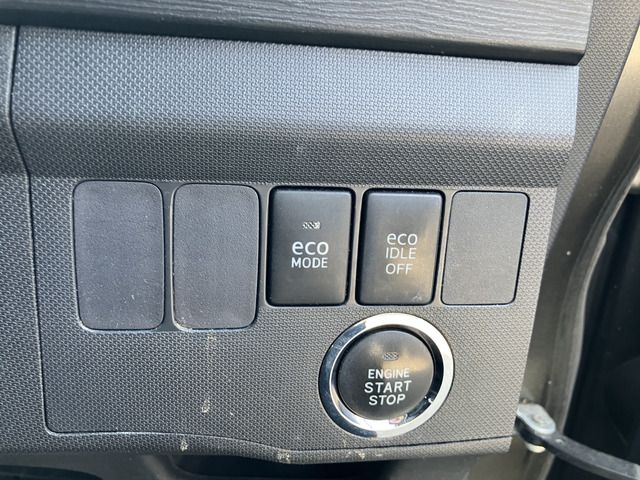 eco
MODE
eco
IDLE
OFF
ENGINE
START
STOP